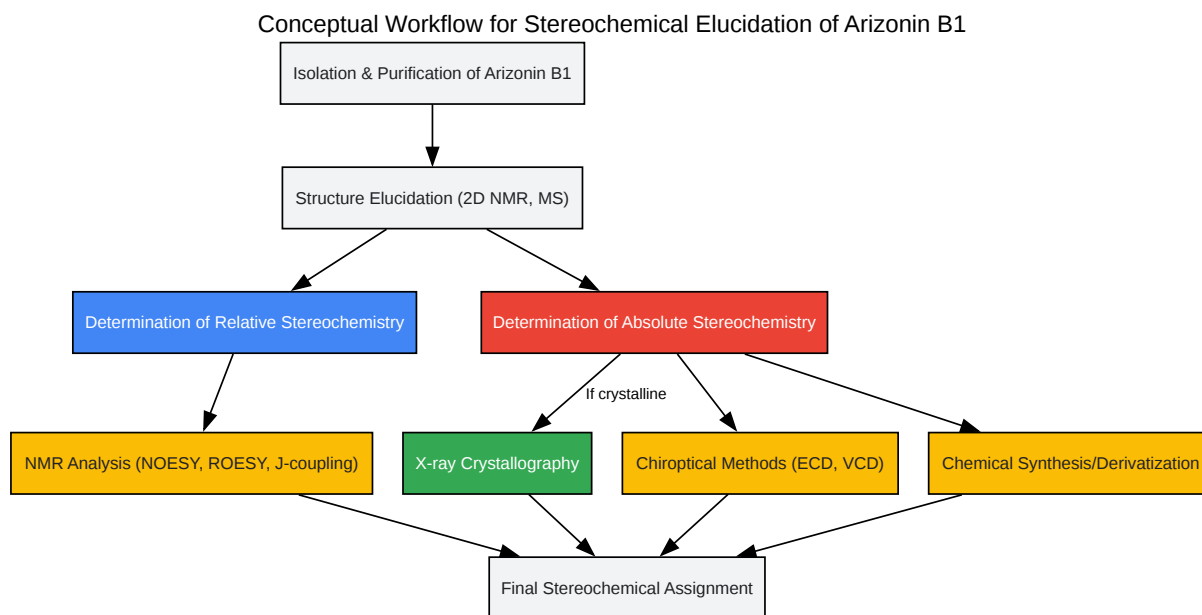 Conceptual Workflow for Stereochemical Elucidation of Arizonin B1
Isolation & Purification of Arizonin B1
Structure Elucidation (2D NMR, MS)
Determination of Relative Stereochemistry
Determination of Absolute Stereochemistry
If crystalline
NMR Analysis (NOESY, ROESY, J-coupling)
X-ray Crystallography
Chiroptical Methods (ECD, VCD)
Chemical Synthesis/Derivatization
Final Stereochemical Assignment